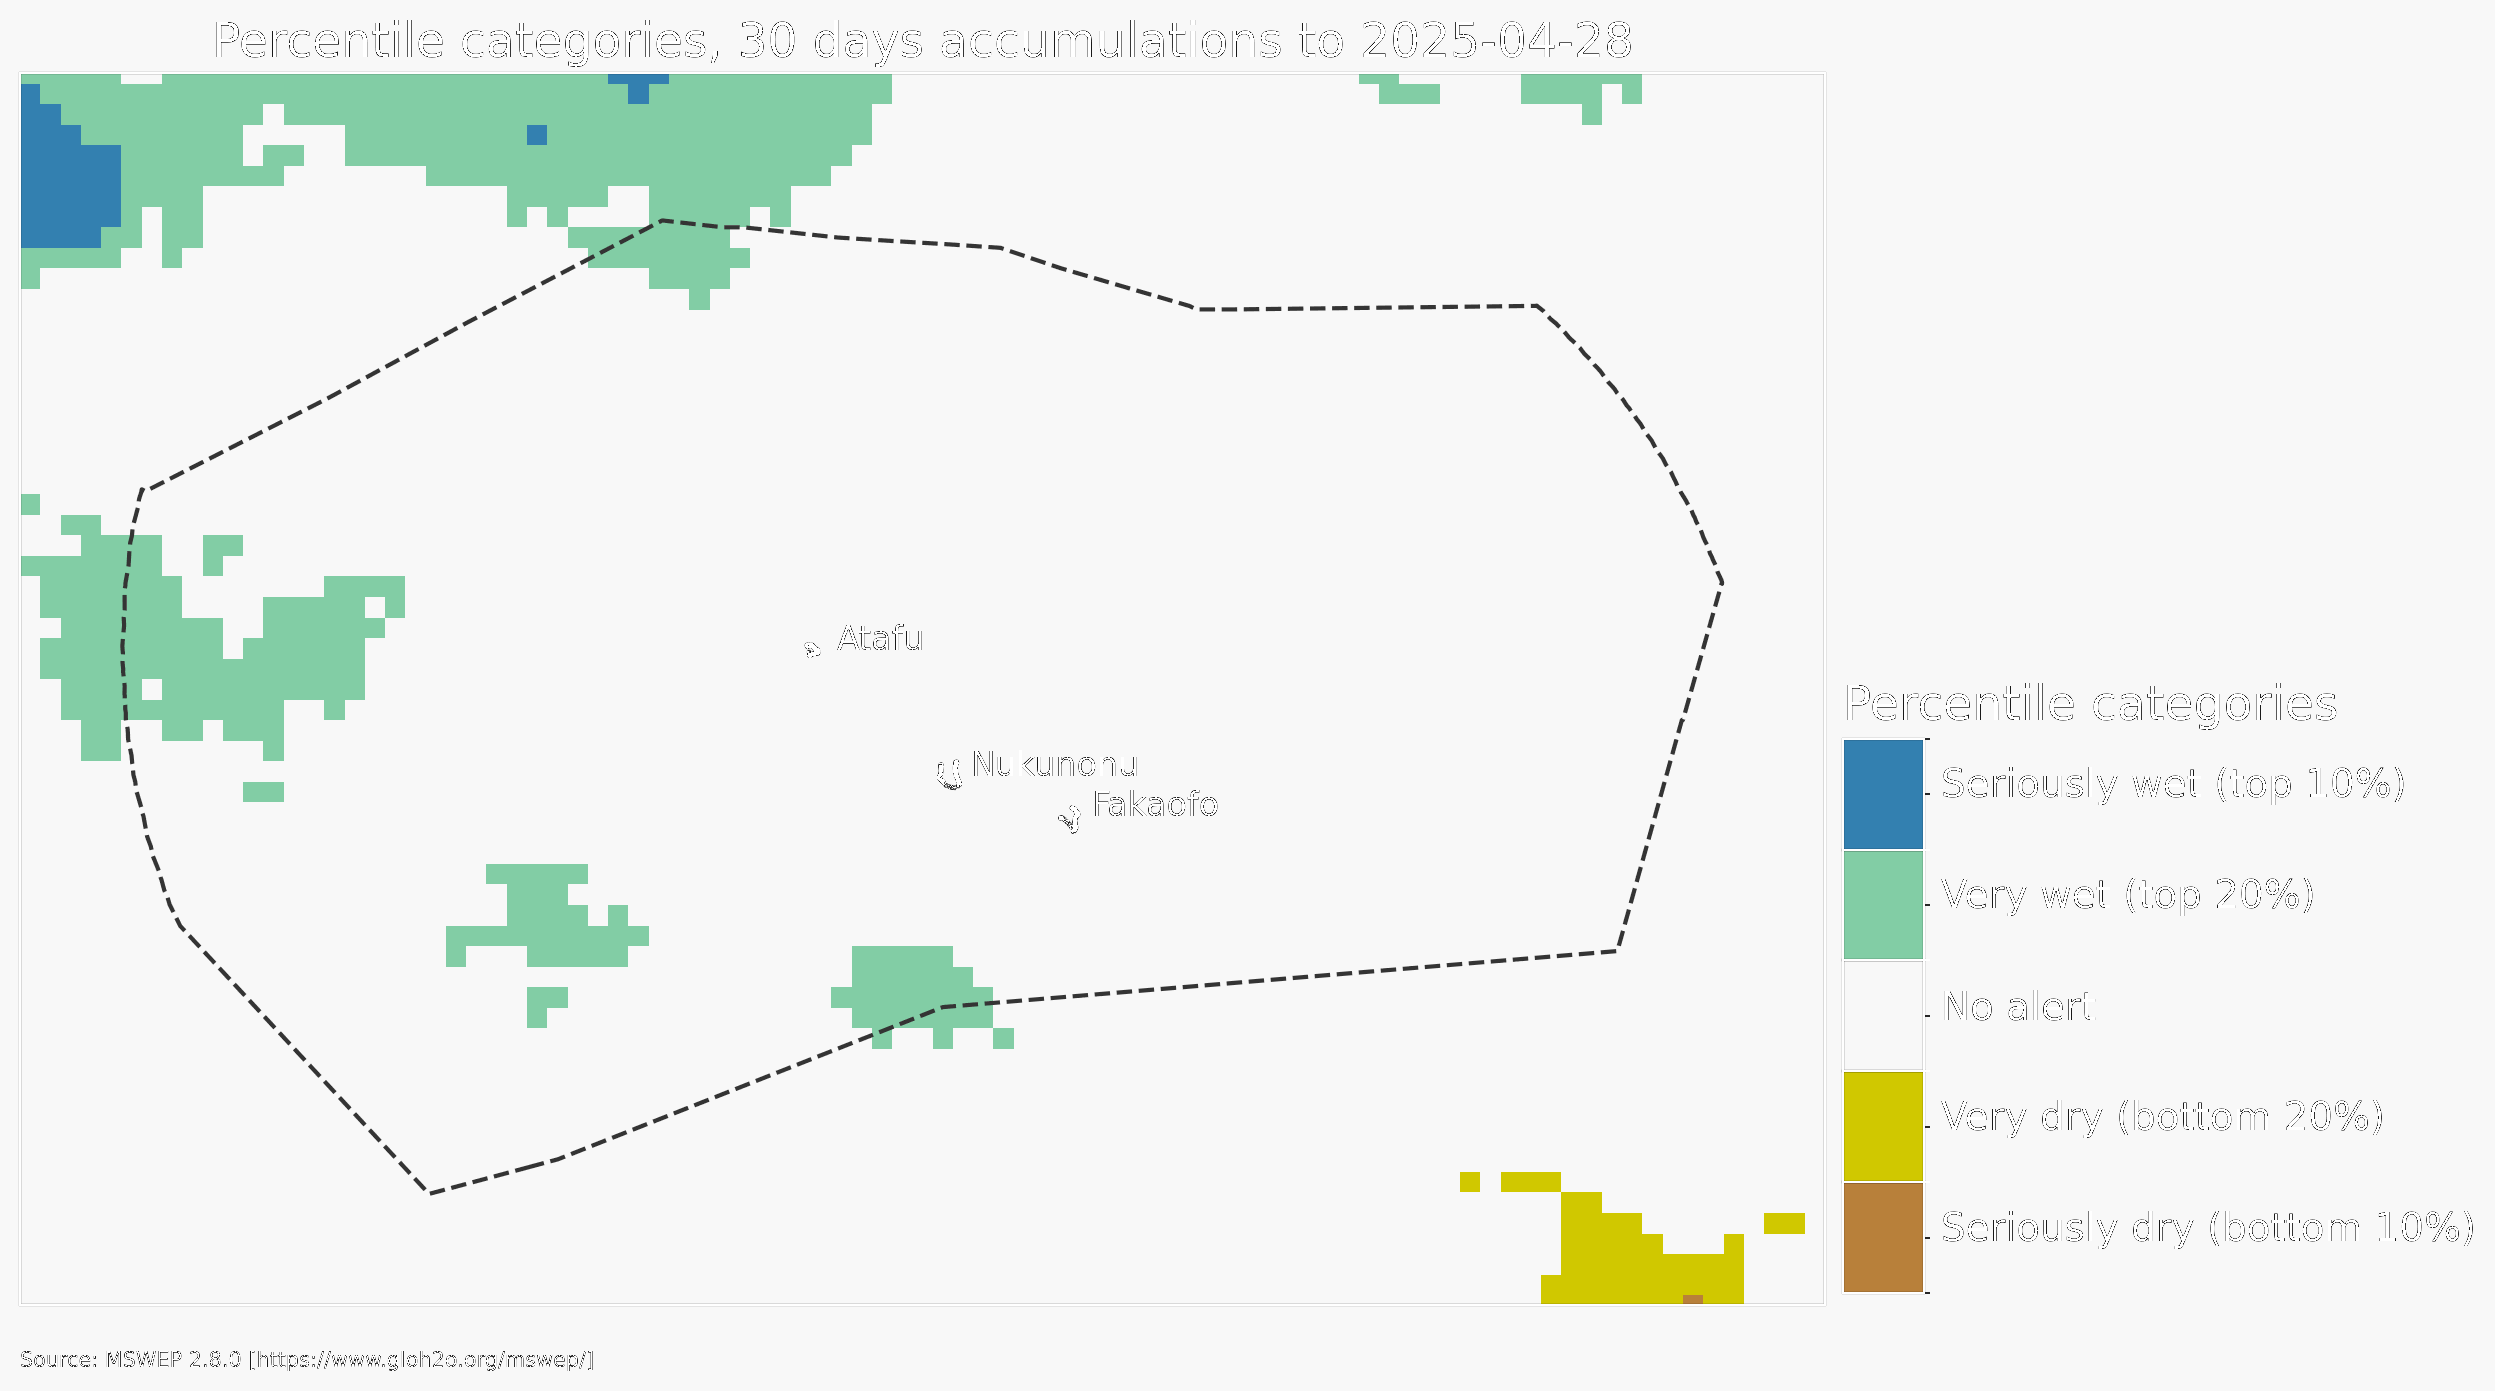 Percentile categories, 30 days accumulations to 2025-04-28
Atafu
Nukunonu
Fakaofo
Percentile categories
Seriously wet (top 10%)
Very wet (top 20%)
No alert
Very dry (bottom 20%)
Seriously dry (bottom 10%)
Source: MSWEP 2.8.0 [https://www.gloh2o.org/mswep/]